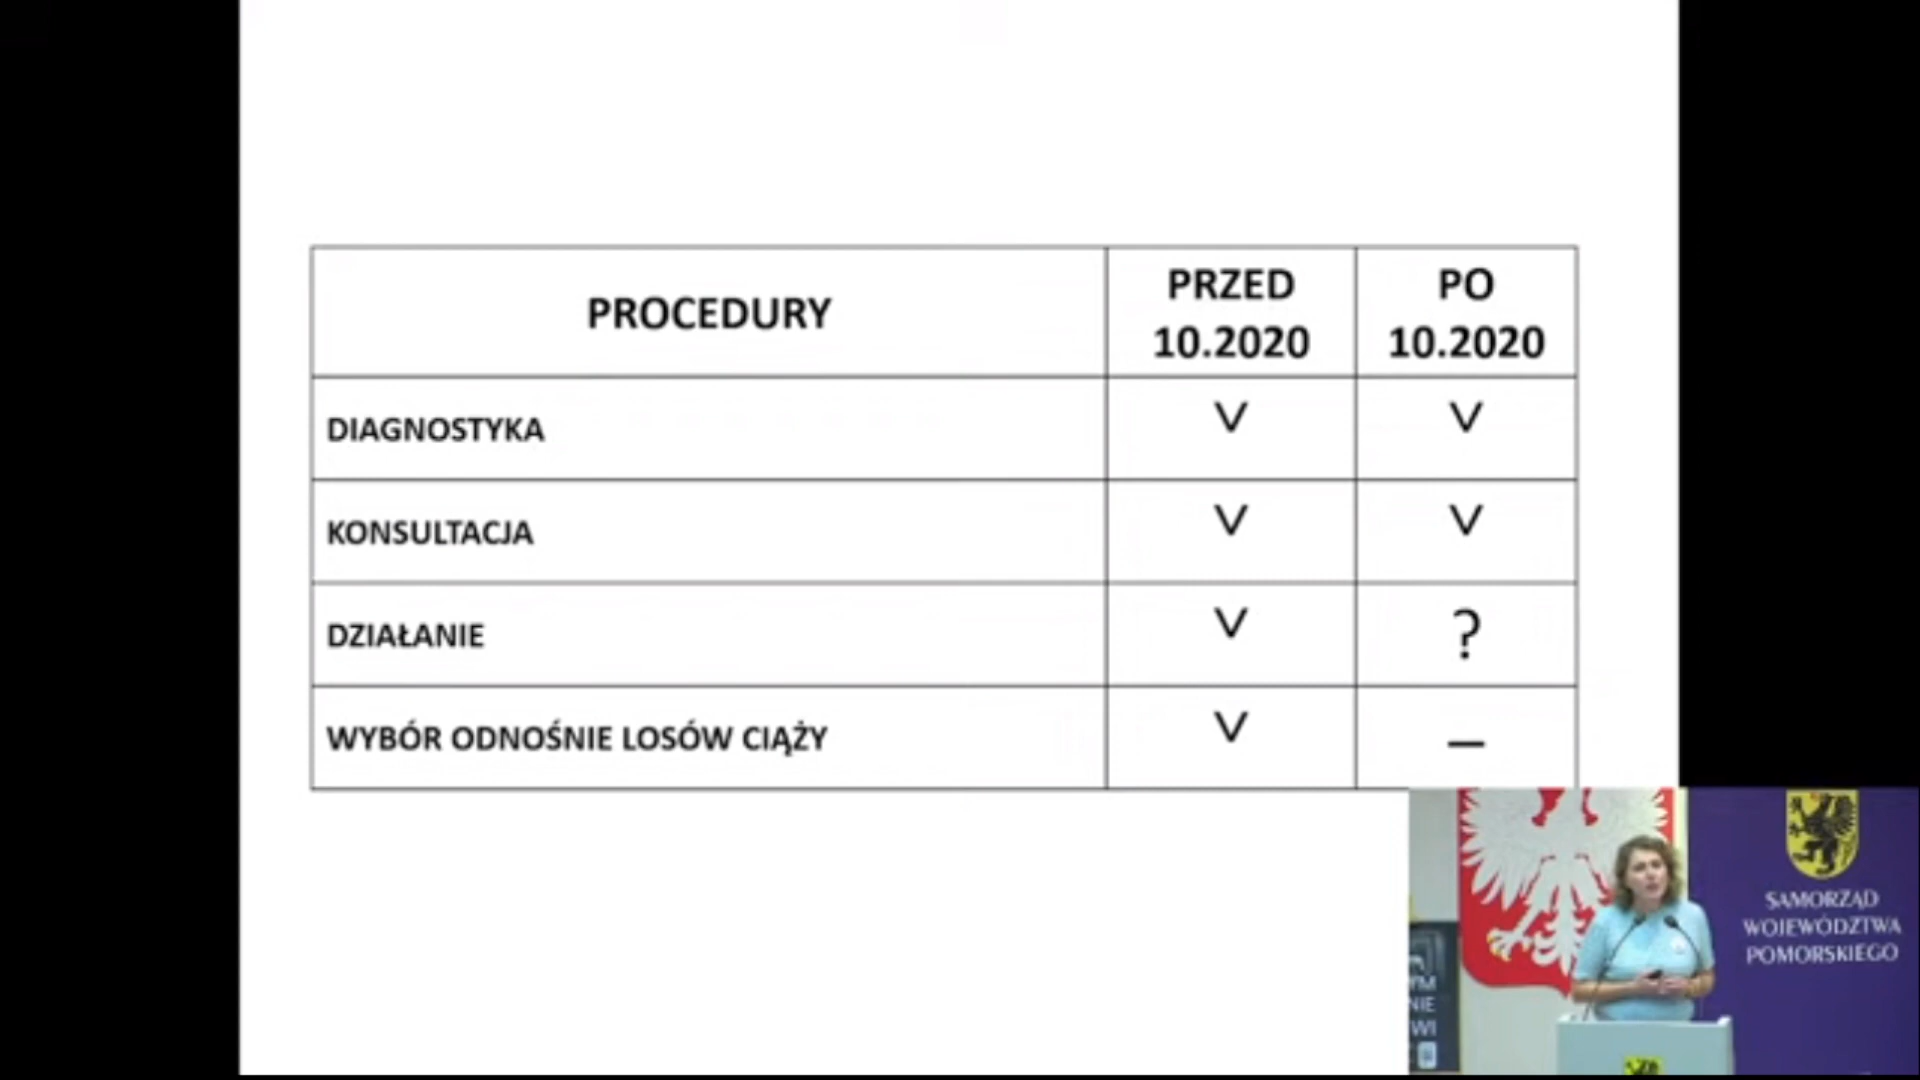 PROCEDURY
PRZED
10.2020
PO
10.2020
DIAGNOSTYKA
V
V
KONSULTACJA
V
V
DZIAŁANIE
V
?
WYBÓR ODNOŚNIE LOSÓW CIĄŻY
V
–
SAMORZĄD
WOJEWÓDZTWA
POMORSKIEGO